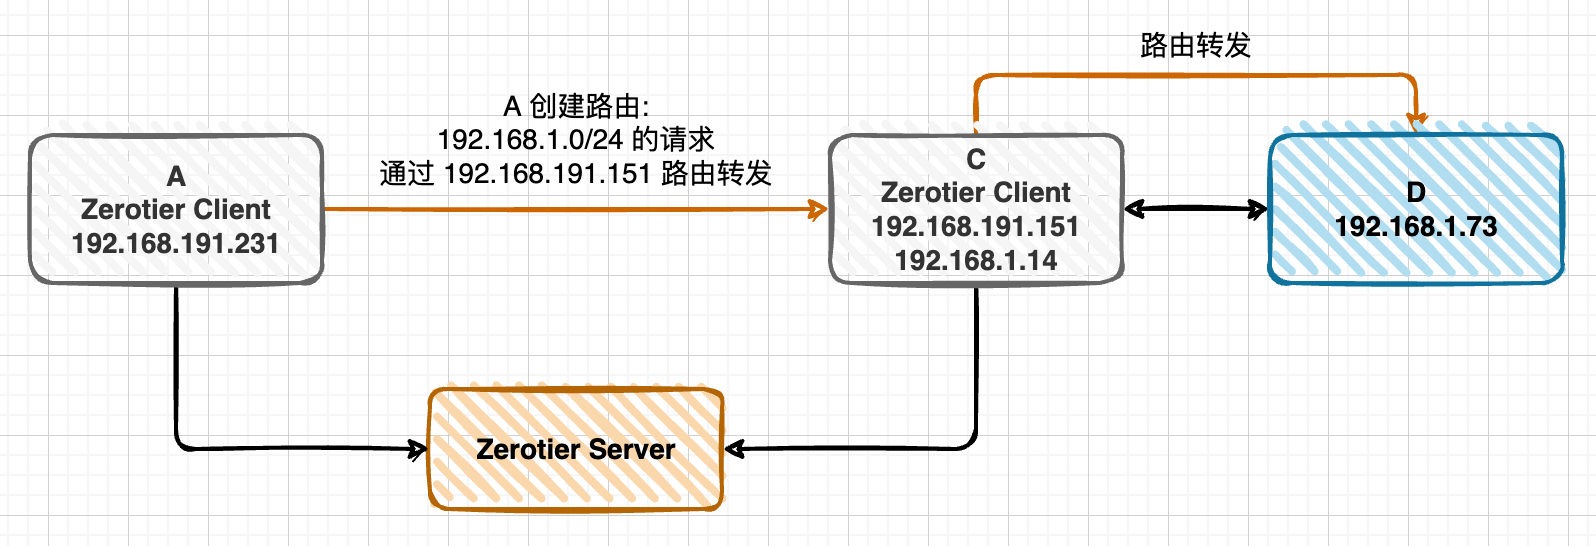 路由转发
A 创建路由:
192.168.1.0/24 的请求
通过 192.168.191.151 路由转发
A
Zerotier Client
192.168.191.231
C
Zerotier Client
192.168.191.151
192.168.1.14
D
192.168.1.73
Zerotier Server